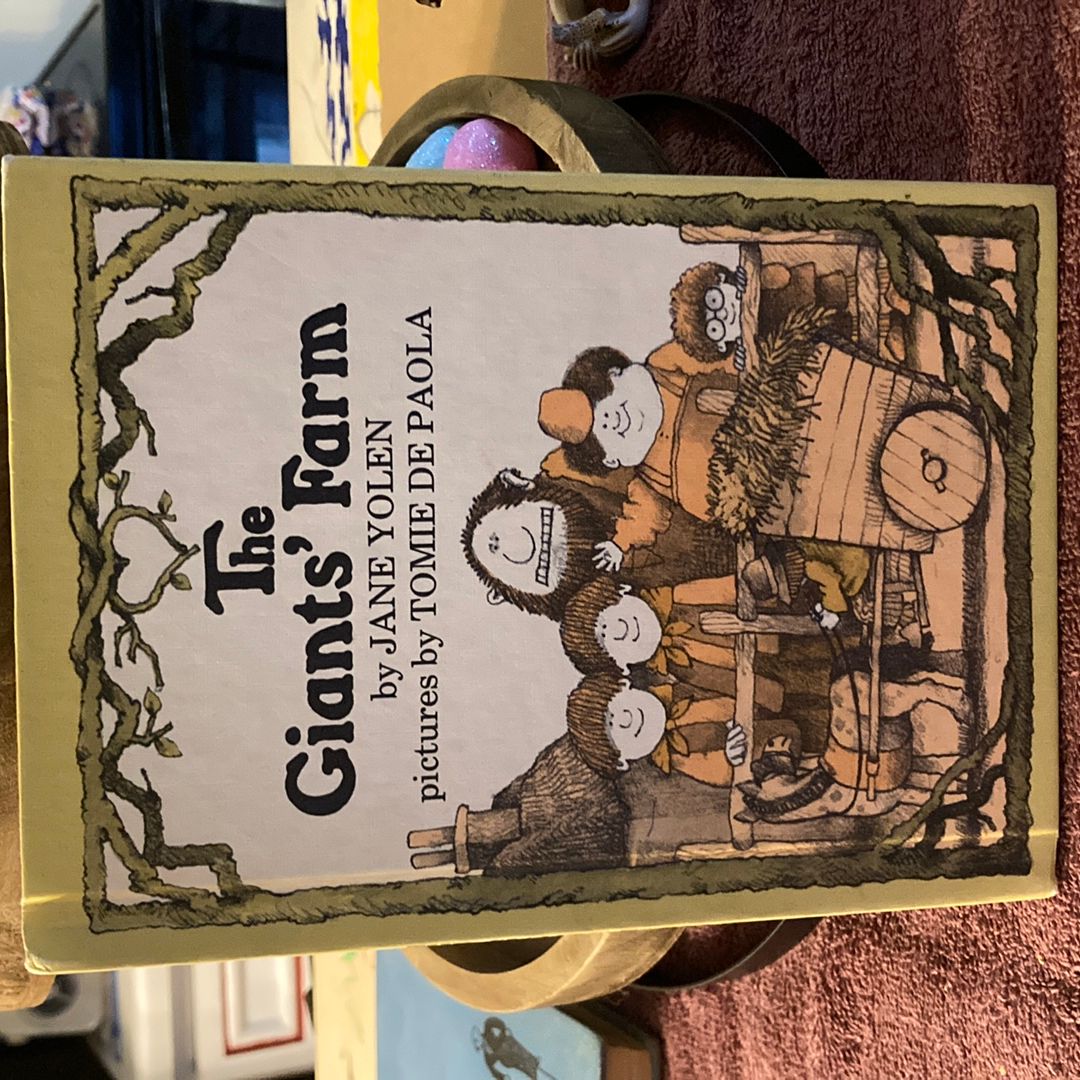 The
Giants' Farm
by JANE YOLEN
pictures by TOMIE DE PAOLA